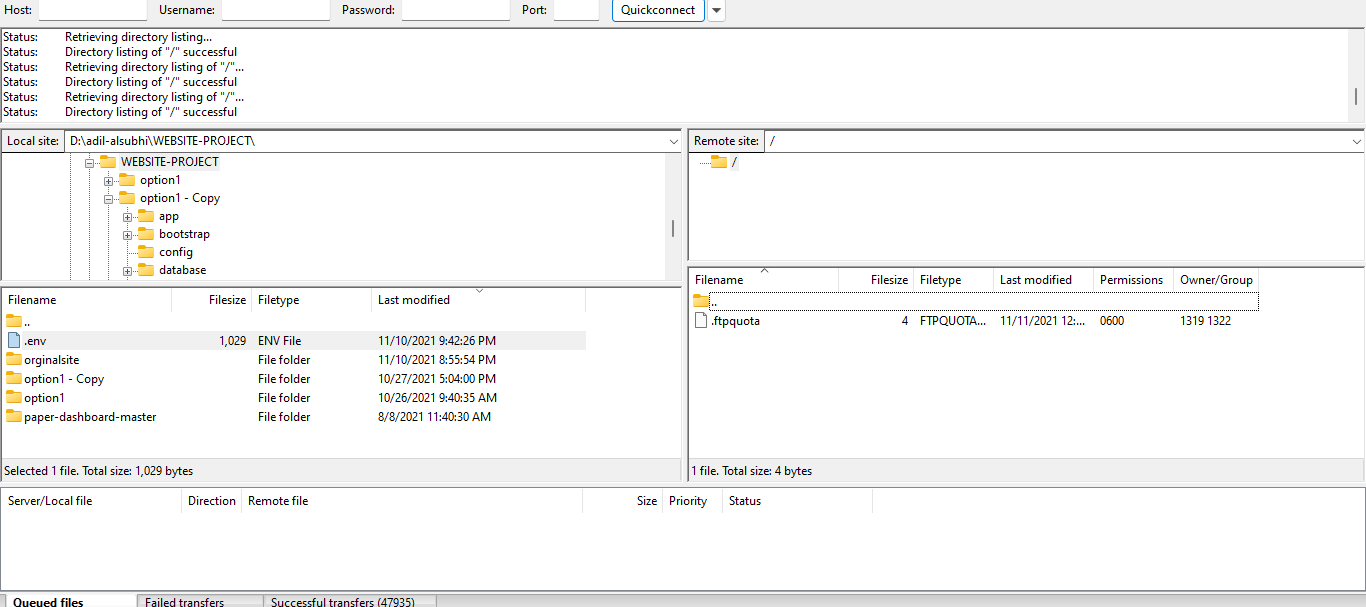 Host: Username: Password: Port: Quickconnect
Status: Retrieving directory listing...
Status: Directory listing of "/" successful
Status: Retrieving directory listing of "/"...
Status: Directory listing of "/" successful
Status: Retrieving directory listing of "/"...
Status: Directory listing of "/" successful
Local site: D:\adil-alsubhi\WEBSITE-PROJECT\
WEBSITE-PROJECT
option1
option1 - Copy
app
bootstrap
config
database
Filename Filesize Filetype Last modified
..
.env 1,029 ENV File 11/10/2021 9:42:26 PM
orginalsite File folder 11/10/2021 8:55:54 PM
option1 - Copy File folder 10/27/2021 5:04:00 PM
option1 File folder 10/26/2021 9:40:35 AM
paper-dashboard-master File folder 8/8/2021 11:40:30 AM
Selected 1 file. Total size: 1,029 bytes
Remote site: /
/
Filename Filesize Filetype Last modified Permissions Owner/Group
..
.ftpquota 4 FTPQUOTA... 11/11/2021 12:... 0600 1319 1322
1 file. Total size: 4 bytes
Server/Local file Direction Remote file Size Priority Status
Queued files Failed transfers Successful transfers (47935)